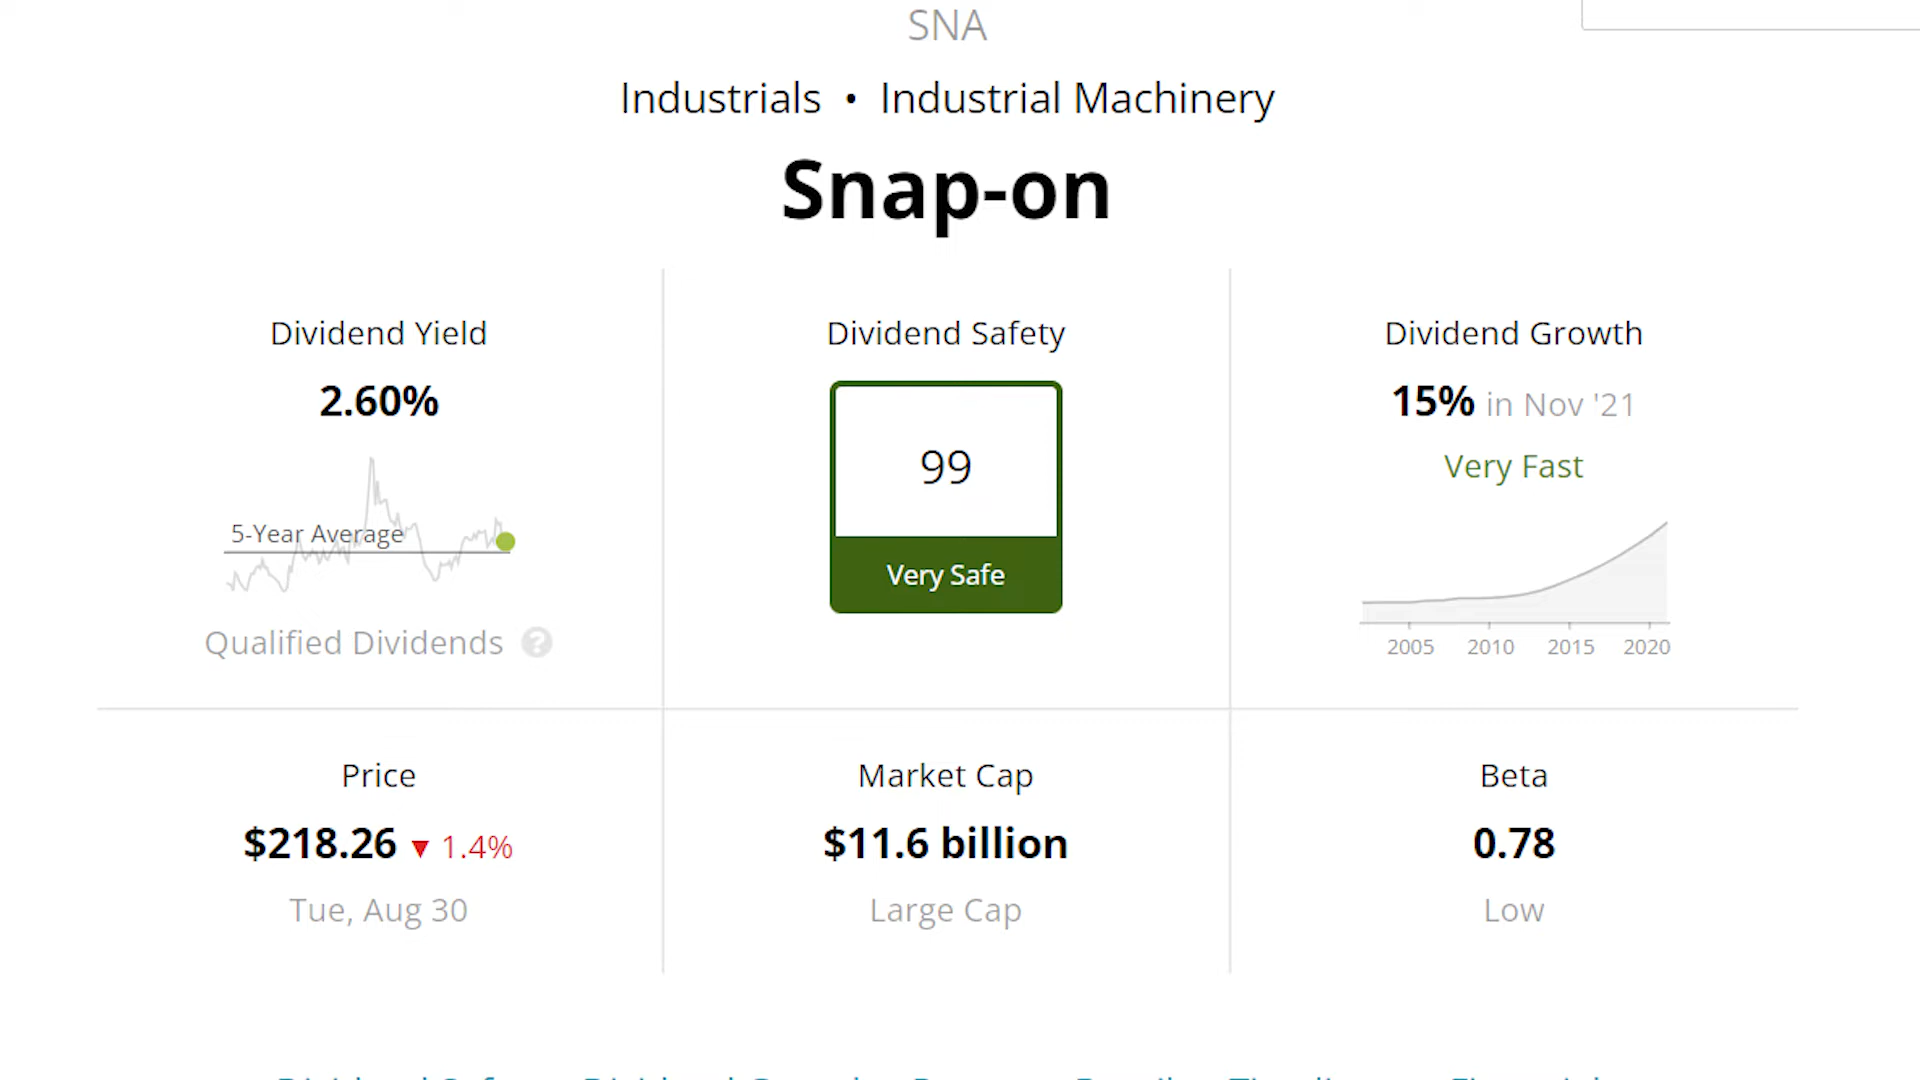 SNA
Industrials • Industrial Machinery
Snap-on
Dividend Yield
2.60%
5-Year Average
Qualified Dividends ?
Dividend Safety
99
Very Safe
Dividend Growth
15% in Nov '21
Very Fast
2005 2010 2015 2020
Price
$218.26 ▼ 1.4%
Tue, Aug 30
Market Cap
$11.6 billion
Large Cap
Beta
0.78
Low